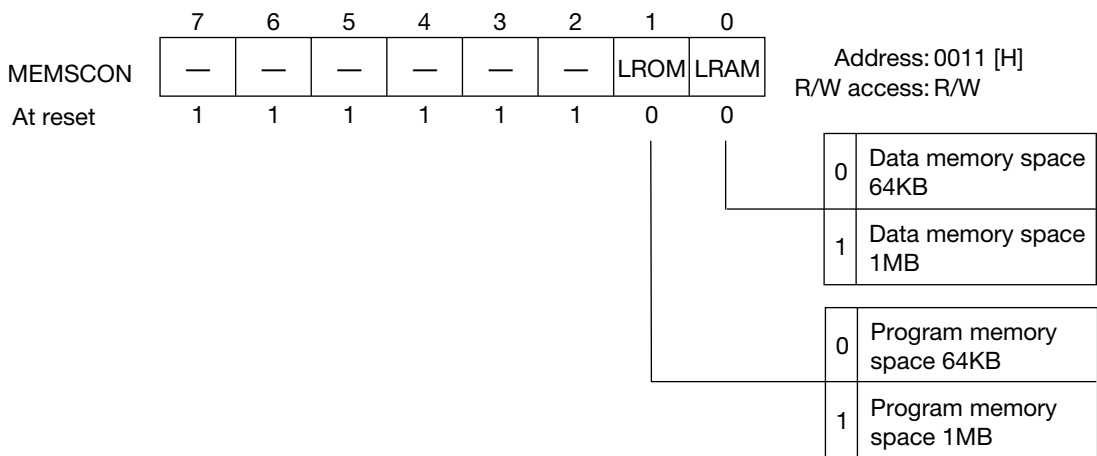 7 6 5 4 3 2 1 0
MEMSCON — — — — — — LROM LRAM
Address: 0011 [H]
R/W access: R/W
At reset 1 1 1 1 1 1 0 0
0 Data memory space
64KB
1 Data memory space
1MB
0 Program memory
space 64KB
1 Program memory
space 1MB